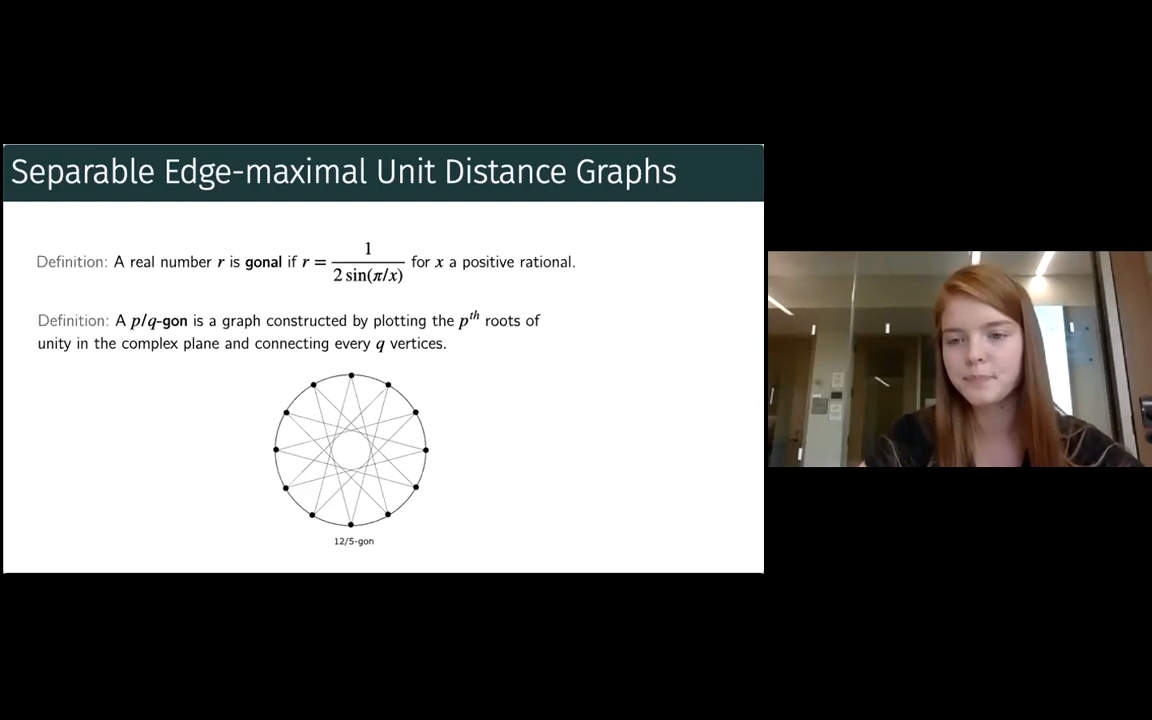 Separable Edge-maximal Unit Distance Graphs
Definition: A real number r is gonal if r = 1 / 2 sin(π/x) for x a positive rational.
Definition: A p/q-gon is a graph constructed by plotting the pᵗʰ roots of
unity in the complex plane and connecting every q vertices.
12/5-gon